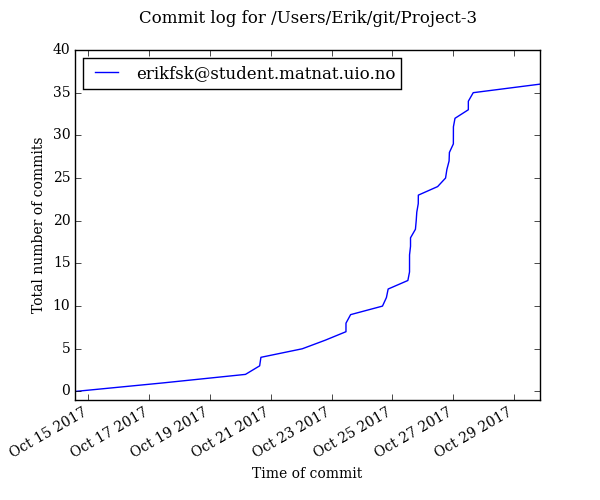 Commit log for /Users/Erik/git/Project-3
erikfsk@student.matnat.uio.no
40
35
30
25
20
15
10
5
0
Total number of commits
Oct 15 2017
Oct 17 2017
Oct 19 2017
Oct 21 2017
Oct 23 2017
Oct 25 2017
Oct 27 2017
Oct 29 2017
Time of commit